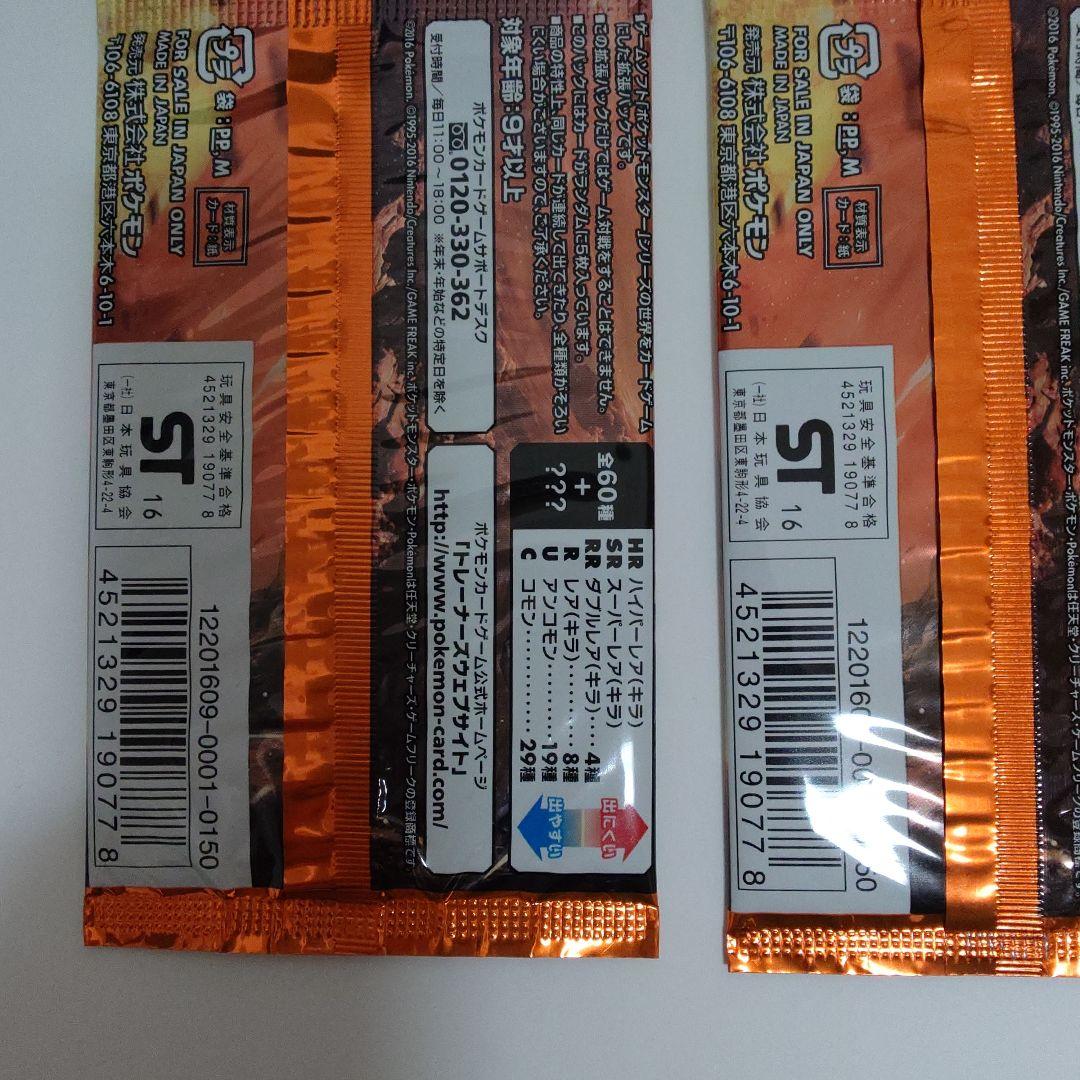 「ゲームソフト『ポケットモンスター』シリーズの世界をカードゲーム
にした拡張パックです。
■この拡張パックだけではゲーム対戦をすることはできません。
■このパックにはカードがランダムに5枚入っています。
■商品の特性上、同じカードが連続して出てきたり、全種類がそろい
にくい場合がございますので、ご了承ください。
対象年齢:9才以上
ポケモンカードゲームサポートデスク
0120-330-362
受付時間/毎日11:00～18:00 ※年末・年始などの特定日を除く
©2016 Pokémon. ©1995-2016 Nintendo/Creatures Inc./GAME FREAK inc. ポケットモンスター・ポケモン・Pokémonは任天堂・クリーチャーズ・ゲームフリークの登録商標です。
全60種
+
???
HR ハイパーレア(キラ)
SR スーパーレア(キラ)
RR ダブルレア(キラ)‥‥4種
R レア(キラ)‥‥‥8種
U アンコモン‥‥‥19種
C コモン‥‥‥‥29種
出にくい
出やすい
ポケモンカードゲーム公式ホームページ
「トレーナーズウェブサイト」
http://www.pokemon-card.com/
プラ
袋:PP, M
材質表示
カード:紙
FOR SALE IN JAPAN ONLY
MADE IN JAPAN
発売元 株式会社ポケモン
〒106-6108 東京都港区六本木6-10-1
玩具安全基準合格
4521329 19077 8
ST 16
(一社)日本玩具協会
東京都墨田区東駒形4-22-4
12201609-0001-0150
4 521329 190778
©2016 Pokémon. ©1995-2016 Nintendo/Creatures Inc./GAME FREAK inc. ポケットモンスター・ポケモン・Pokémonは任天堂・クリーチャーズ・ゲームフリークの登録商標
プラ
袋:PP, M
材質表示
カード:紙
FOR SALE IN JAPAN ONLY
MADE IN JAPAN
発売元 株式会社ポケモン
〒106-6108 東京都港区六本木6-10-1
玩具安全基準合格
4521329 19077 8
ST 16
(一社)日本玩具協会
東京都墨田区東駒形4-22-4
4 521329 190778